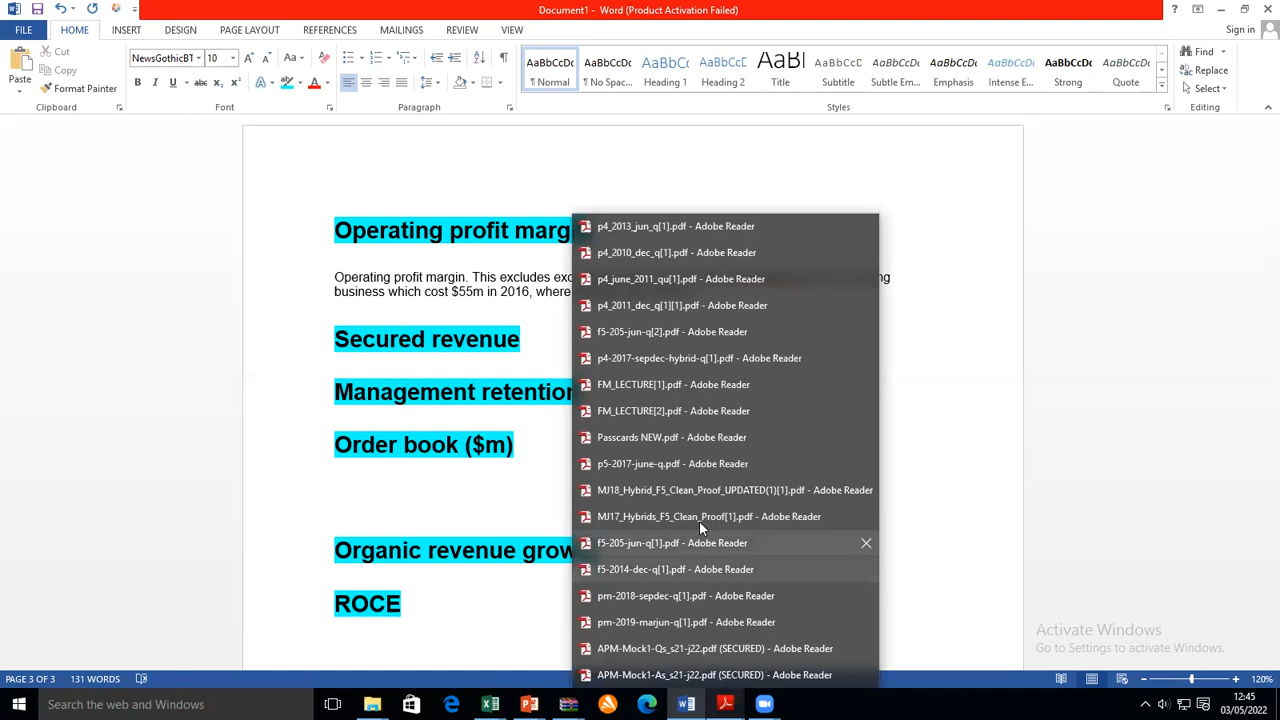 Document1 - Word (Product Activation Failed)
FILE HOME INSERT DESIGN PAGE LAYOUT REFERENCES MAILINGS REVIEW VIEW
Sign in
Paste
Cut
Copy
Format Painter
Clipboard
NewsGothicBT 10
Font
Paragraph
AaBbCcDc AaBbCcDc AaBbCc AaBbCc AaBl AaBbCcD AaBbCcDc AaBbCcDc AaBbCcDc AaBbCcDc AaBbCcDc
¶ Normal ¶ No Spac... Heading 1 Heading 2 Title Subtitle Subtle Em... Emphasis Intense E... Strong Quote
Styles
Find
Replace
Select
Editing
Operating profit marg
Operating profit margin. This excludes exc
business which cost $55m in 2016, where
Secured revenue
Management retention
Order book ($m)
Organic revenue grow
ROCE
p4_2013_jun_q[1].pdf - Adobe Reader
p4_2010_dec_q[1].pdf - Adobe Reader
p4_june_2011_qu[1].pdf - Adobe Reader
p4_2011_dec_q[1][1].pdf - Adobe Reader
f5-205-jun-q[2].pdf - Adobe Reader
p4-2017-sepdec-hybrid-q[1].pdf - Adobe Reader
FM_LECTURE[1].pdf - Adobe Reader
FM_LECTURE[2].pdf - Adobe Reader
Passcards NEW.pdf - Adobe Reader
p5-2017-june-q.pdf - Adobe Reader
MJ18_Hybrid_F5_Clean_Proof_UPDATED(1)[1].pdf - Adobe Reader
MJ17_Hybrids_F5_Clean_Proof[1].pdf - Adobe Reader
f5-205-jun-q[1].pdf - Adobe Reader
f5-2014-dec-q[1].pdf - Adobe Reader
pm-2018-sepdec-q[1].pdf - Adobe Reader
pm-2019-marjun-q[1].pdf - Adobe Reader
APM-Mock1-Qs_s21-j22.pdf (SECURED) - Adobe Reader
APM-Mock1-As_s21-j22.pdf (SECURED) - Adobe Reader
Activate Windows
Go to Settings to activate Windows.
PAGE 3 OF 3 131 WORDS
120%
Search the web and Windows
12:45
03/05/2022